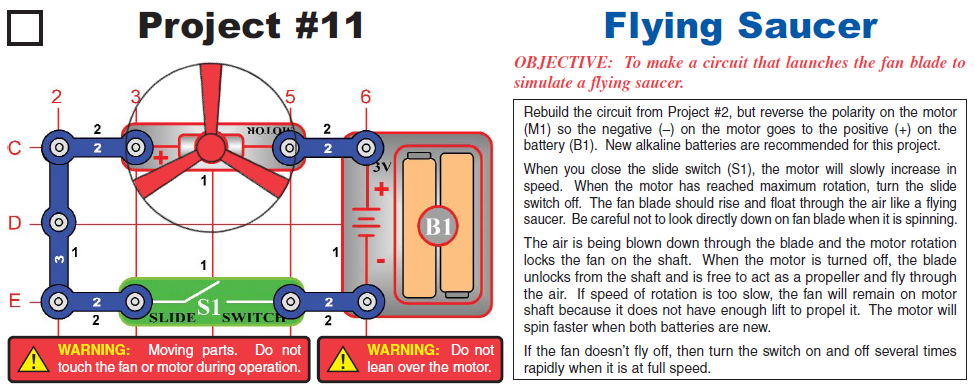 Project #11
Flying Saucer
OBJECTIVE: To make a circuit that launches the fan blade to
simulate a flying saucer.
2 3 5 6
C
D
E
2
2
MOTOR
+
1
2
2
3V
+
-
B1
3
1
1
1
2
2
S1
SLIDE SWITCH
2
2
WARNING: Moving parts. Do not
touch the fan or motor during operation.
WARNING: Do not
lean over the motor.
Rebuild the circuit from Project #2, but reverse the polarity on the motor
(M1) so the negative (–) on the motor goes to the positive (+) on the
battery (B1). New alkaline batteries are recommended for this project.
When you close the slide switch (S1), the motor will slowly increase in
speed. When the motor has reached maximum rotation, turn the slide
switch off. The fan blade should rise and float through the air like a flying
saucer. Be careful not to look directly down on fan blade when it is spinning.
The air is being blown down through the blade and the motor rotation
locks the fan on the shaft. When the motor is turned off, the blade
unlocks from the shaft and is free to act as a propeller and fly through
the air. If speed of rotation is too slow, the fan will remain on motor
shaft because it does not have enough lift to propel it. The motor will
spin faster when both batteries are new.
If the fan doesn't fly off, then turn the switch on and off several times
rapidly when it is at full speed.